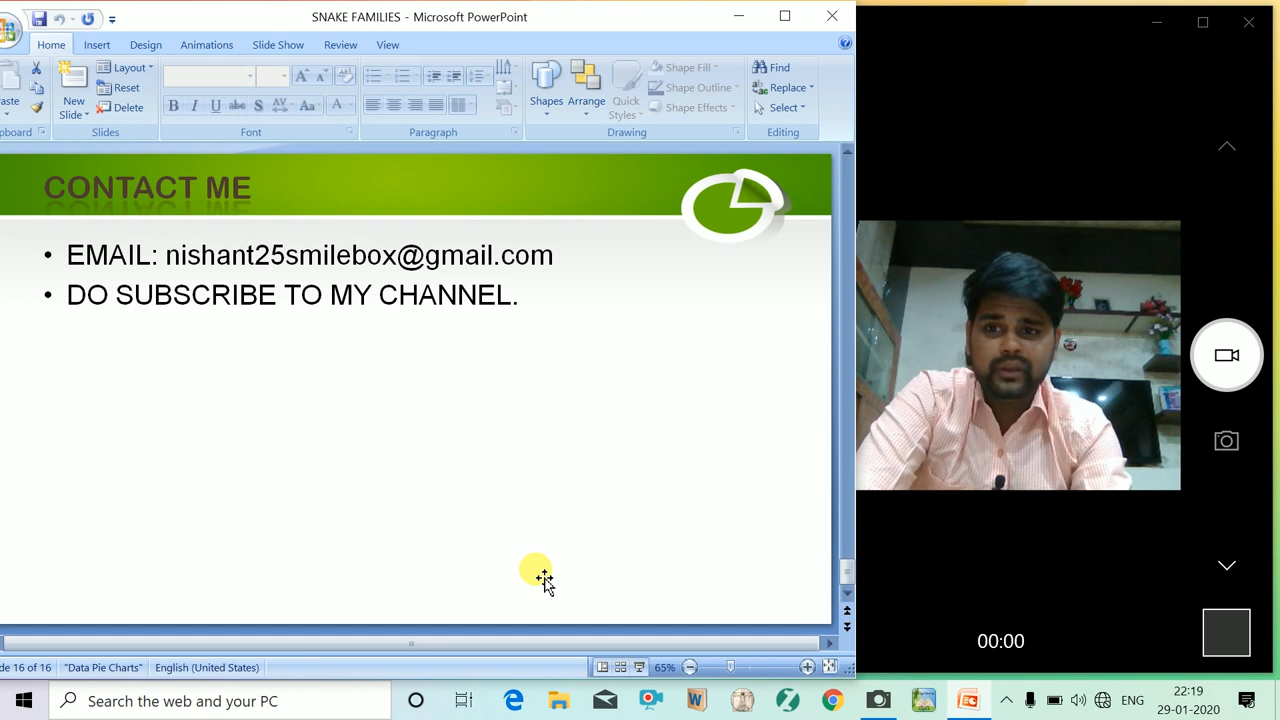 SNAKE FAMILIES - Microsoft PowerPoint
Home Insert Design Animations Slide Show Review View
Layout Reset Delete
New Slide
Shapes Arrange Quick Styles
Shape Fill
Shape Outline
Shape Effects
Find
Replace
Select
Slides Font Paragraph Drawing Editing
CONTACT ME
• EMAIL: nishant25smilebox@gmail.com
• DO SUBSCRIBE TO MY CHANNEL.
00:00
de 16 of 16 "Data Pie Charts" English (United States) 65%
Search the web and your PC
ENG
22:19
29-01-2020